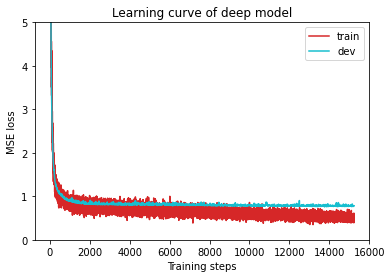 Learning curve of deep model
train
dev
MSE loss
5
4
3
2
1
0
0 2000 4000 6000 8000 10000 12000 14000 16000
Training steps